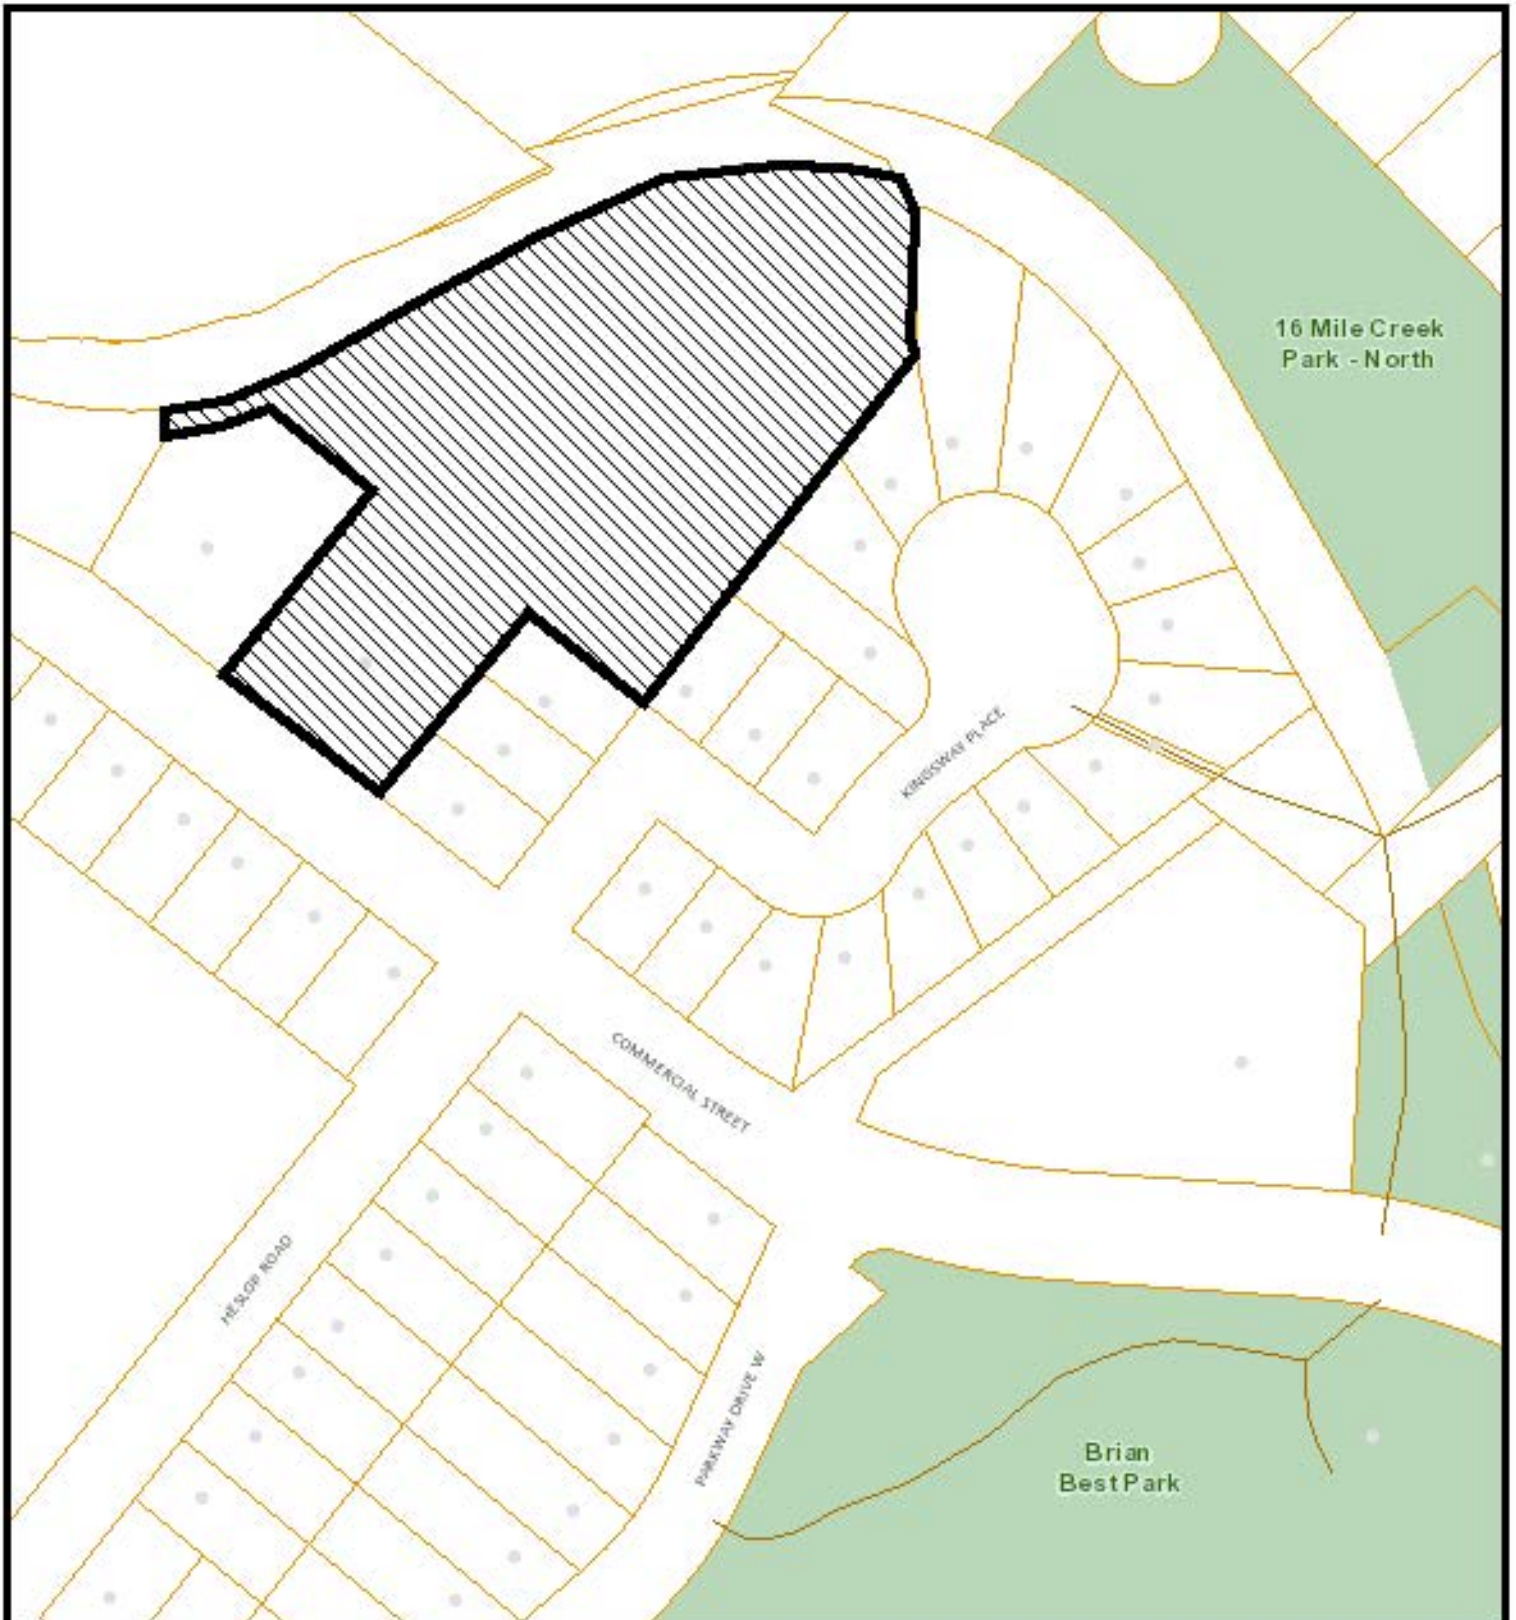 16 Mile Creek
Park - North
KINGSWAY PLACE
COMMERCIAL STREET
HESLOP ROAD
PARKWAY DRIVE W
Brian
Best Park